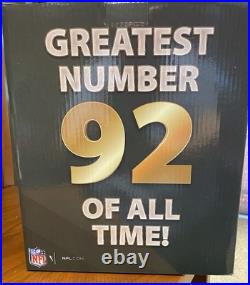 GREATEST
NUMBER
92
OF ALL
TIME!
NFL
NFL.COM